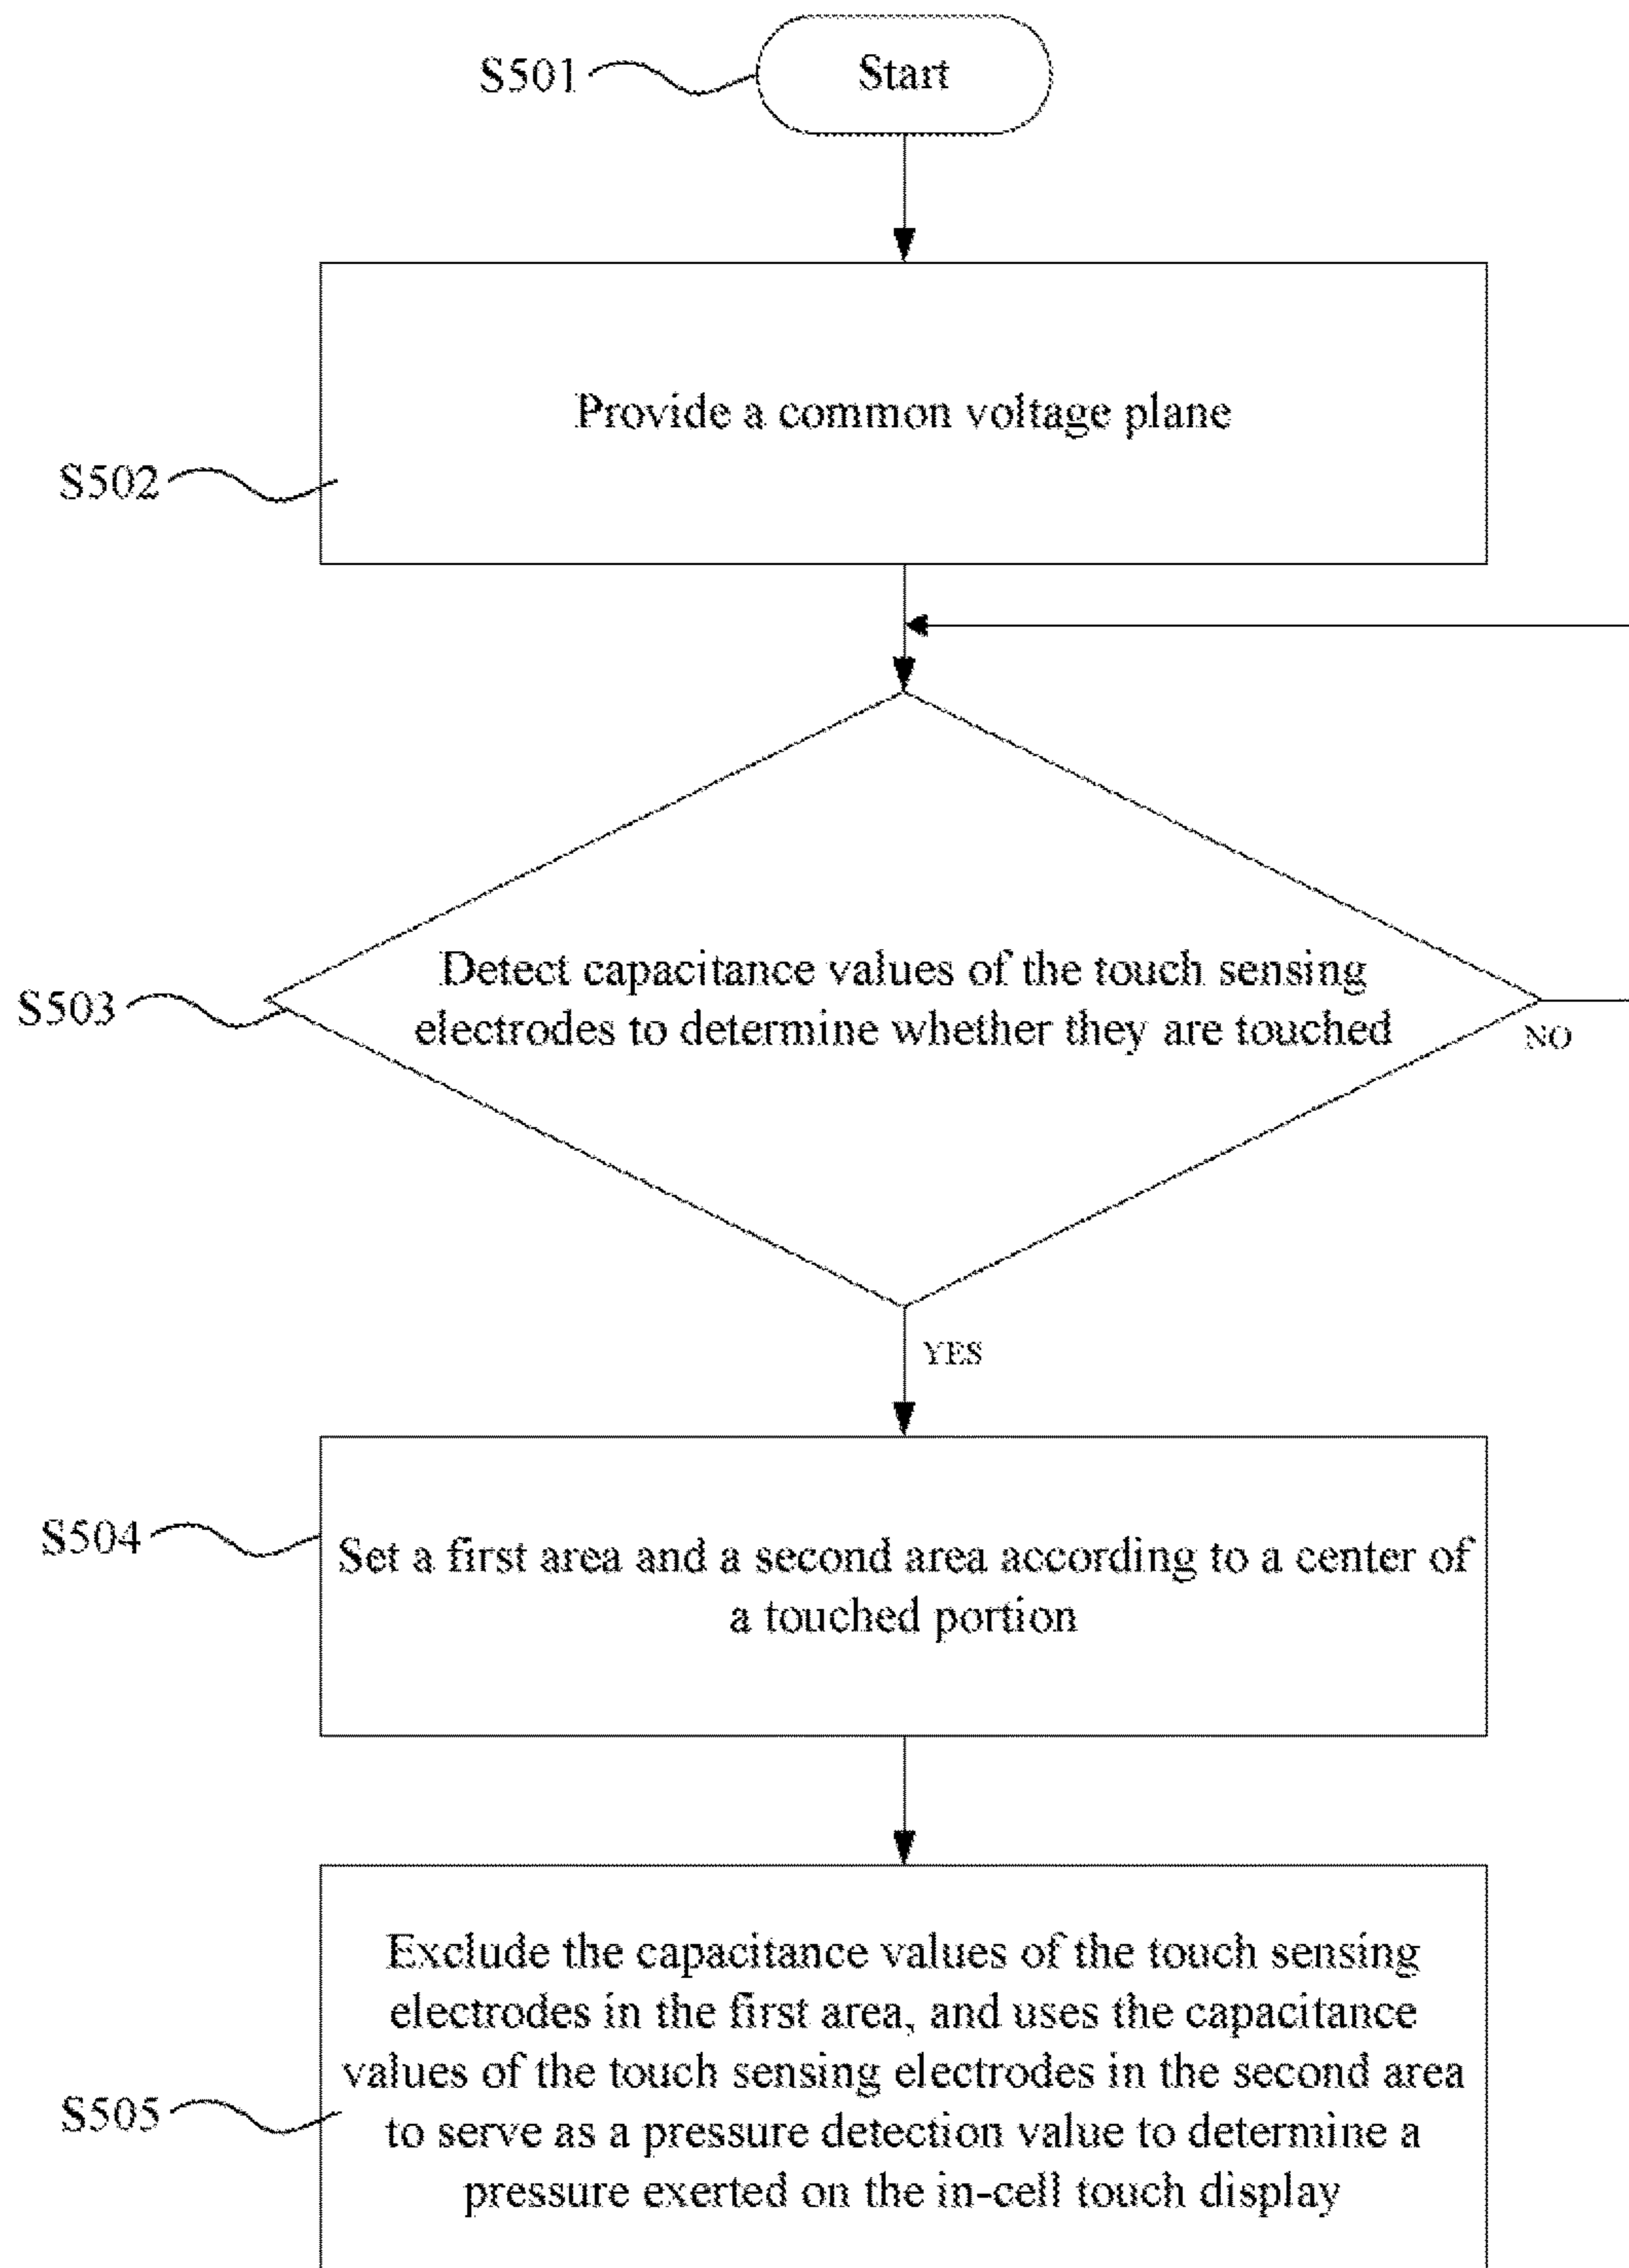 S501
Start
Provide a common voltage plane
S502
Detect capacitance values of the touch sensing
electrodes to determine whether they are touched
S503
NO
YES
S504
Set a first area and a second area according to a center of
a touched portion
Exclude the capacitance values of the touch sensing
electrodes in the first area, and uses the capacitance
values of the touch sensing electrodes in the second area
to serve as a pressure detection value to determine a
pressure exerted on the in-cell touch display
S505